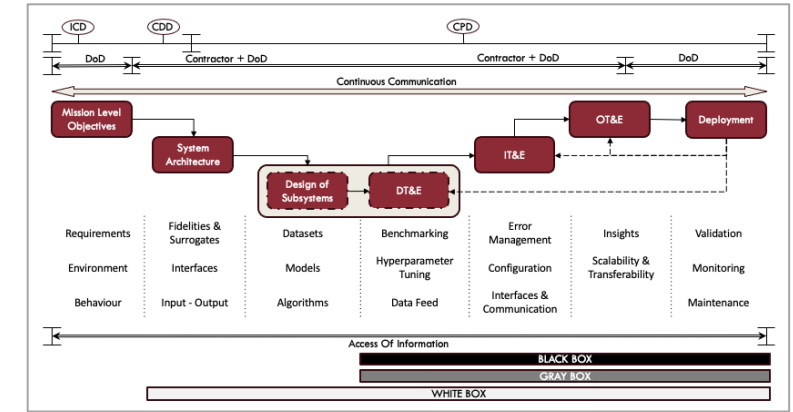 ICD
CDD
CPD
DoD
Contractor + DoD
Contractor + DoD
DoD
Continuous Communication
Mission Level
Objectives
System
Architecture
Design of
Subsystems
DT&E
IT&E
OT&E
Deployment
Requirements
Environment
Behaviour
Fidelities &
Surrogates
Interfaces
Input - Output
Datasets
Models
Algorithms
Benchmarking
Hyperparameter
Tuning
Data Feed
Error
Management
Configuration
Interfaces &
Communication
Insights
Scalability &
Transferability
Validation
Monitoring
Maintenance
Access Of Information
BLACK BOX
GRAY BOX
WHITE BOX